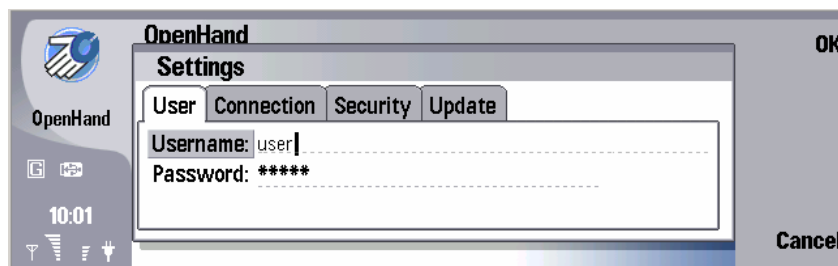 OpenHand
OK
Settings
User Connection Security Update
OpenHand
Username: user
Password: *****
G
10:01
Cancel